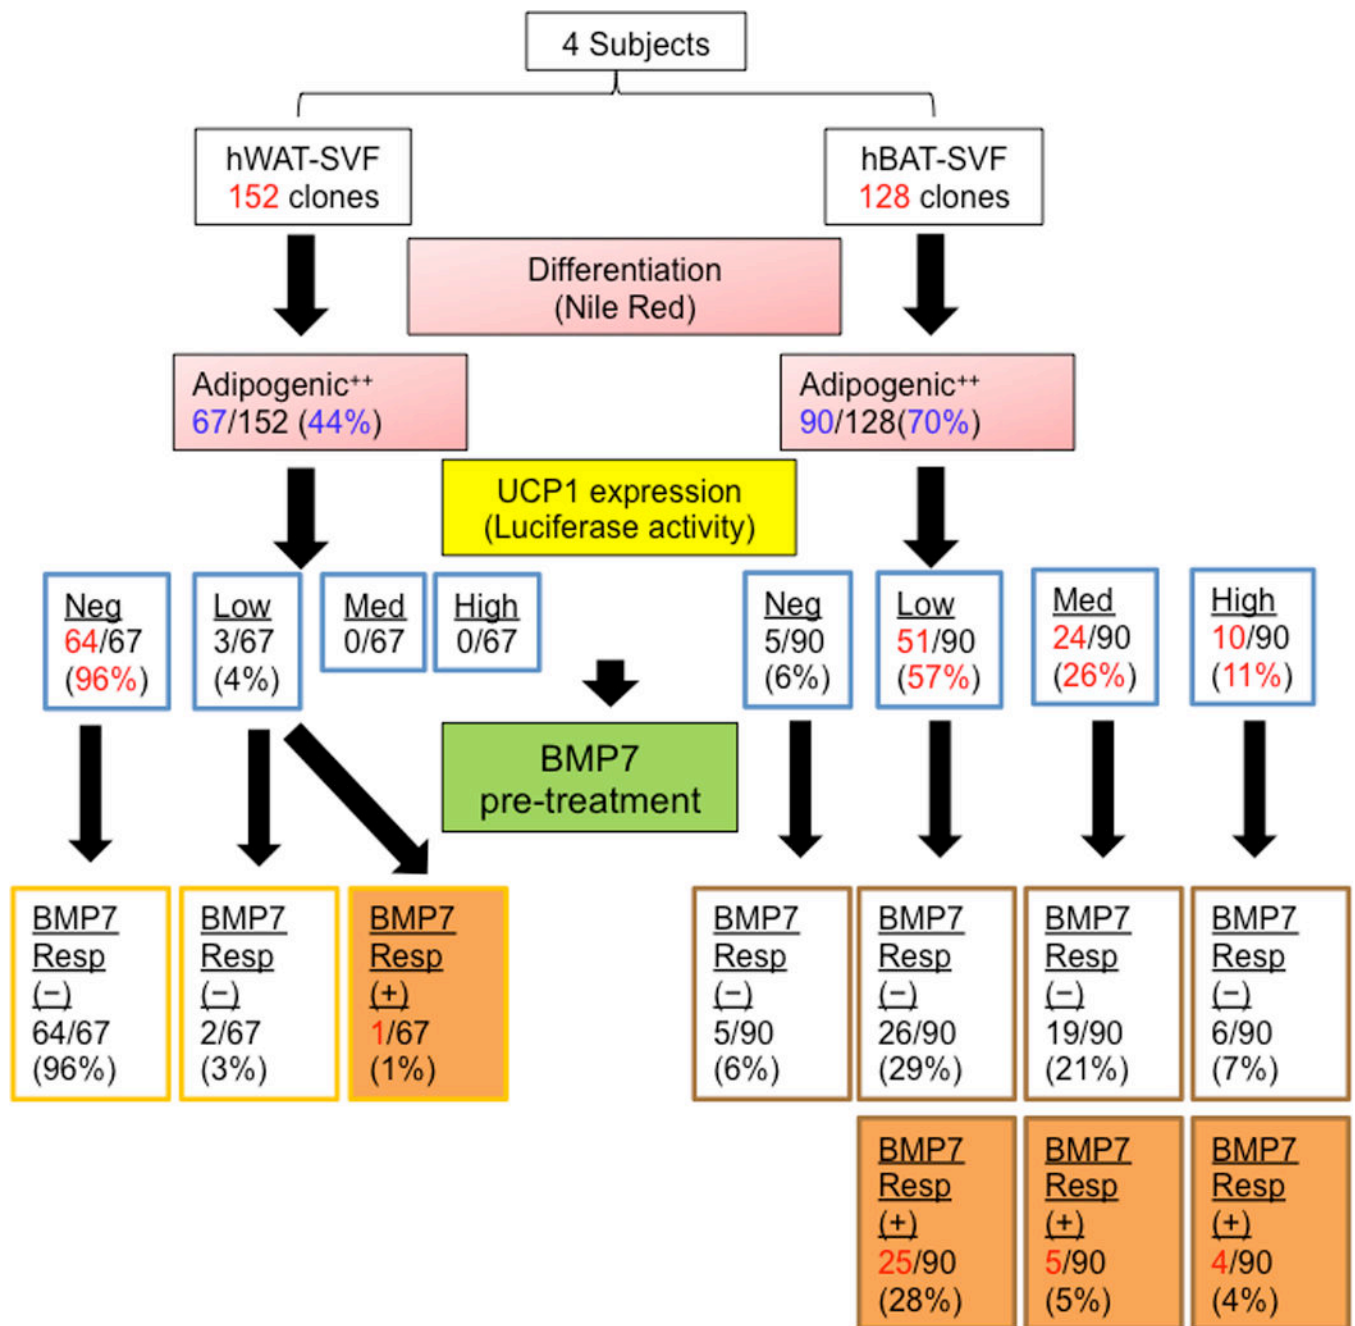 4 Subjects
hWAT-SVF
152 clones
hBAT-SVF
128 clones
Differentiation
(Nile Red)
Adipogenic⁺⁺
67/152 (44%)
Adipogenic⁺⁺
90/128(70%)
UCP1 expression
(Luciferase activity)
Neg
64/67
(96%)
Low
3/67
(4%)
Med
0/67
High
0/67
Neg
5/90
(6%)
Low
51/90
(57%)
Med
24/90
(26%)
High
10/90
(11%)
BMP7
pre-treatment
BMP7
Resp
(−)
64/67
(96%)
BMP7
Resp
(−)
2/67
(3%)
BMP7
Resp
(+)
1/67
(1%)
BMP7
Resp
(−)
5/90
(6%)
BMP7
Resp
(−)
26/90
(29%)
BMP7
Resp
(−)
19/90
(21%)
BMP7
Resp
(−)
6/90
(7%)
BMP7
Resp
(+)
25/90
(28%)
BMP7
Resp
(+)
5/90
(5%)
BMP7
Resp
(+)
4/90
(4%)